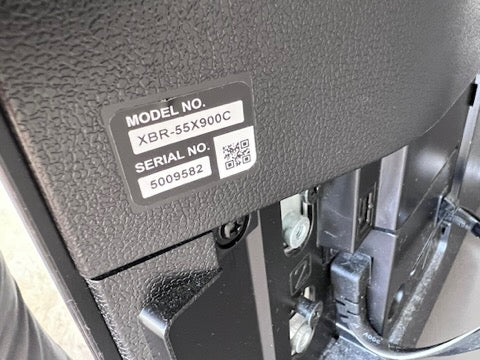 MODEL NO.
XBR-55X900C
SERIAL NO.
5009582